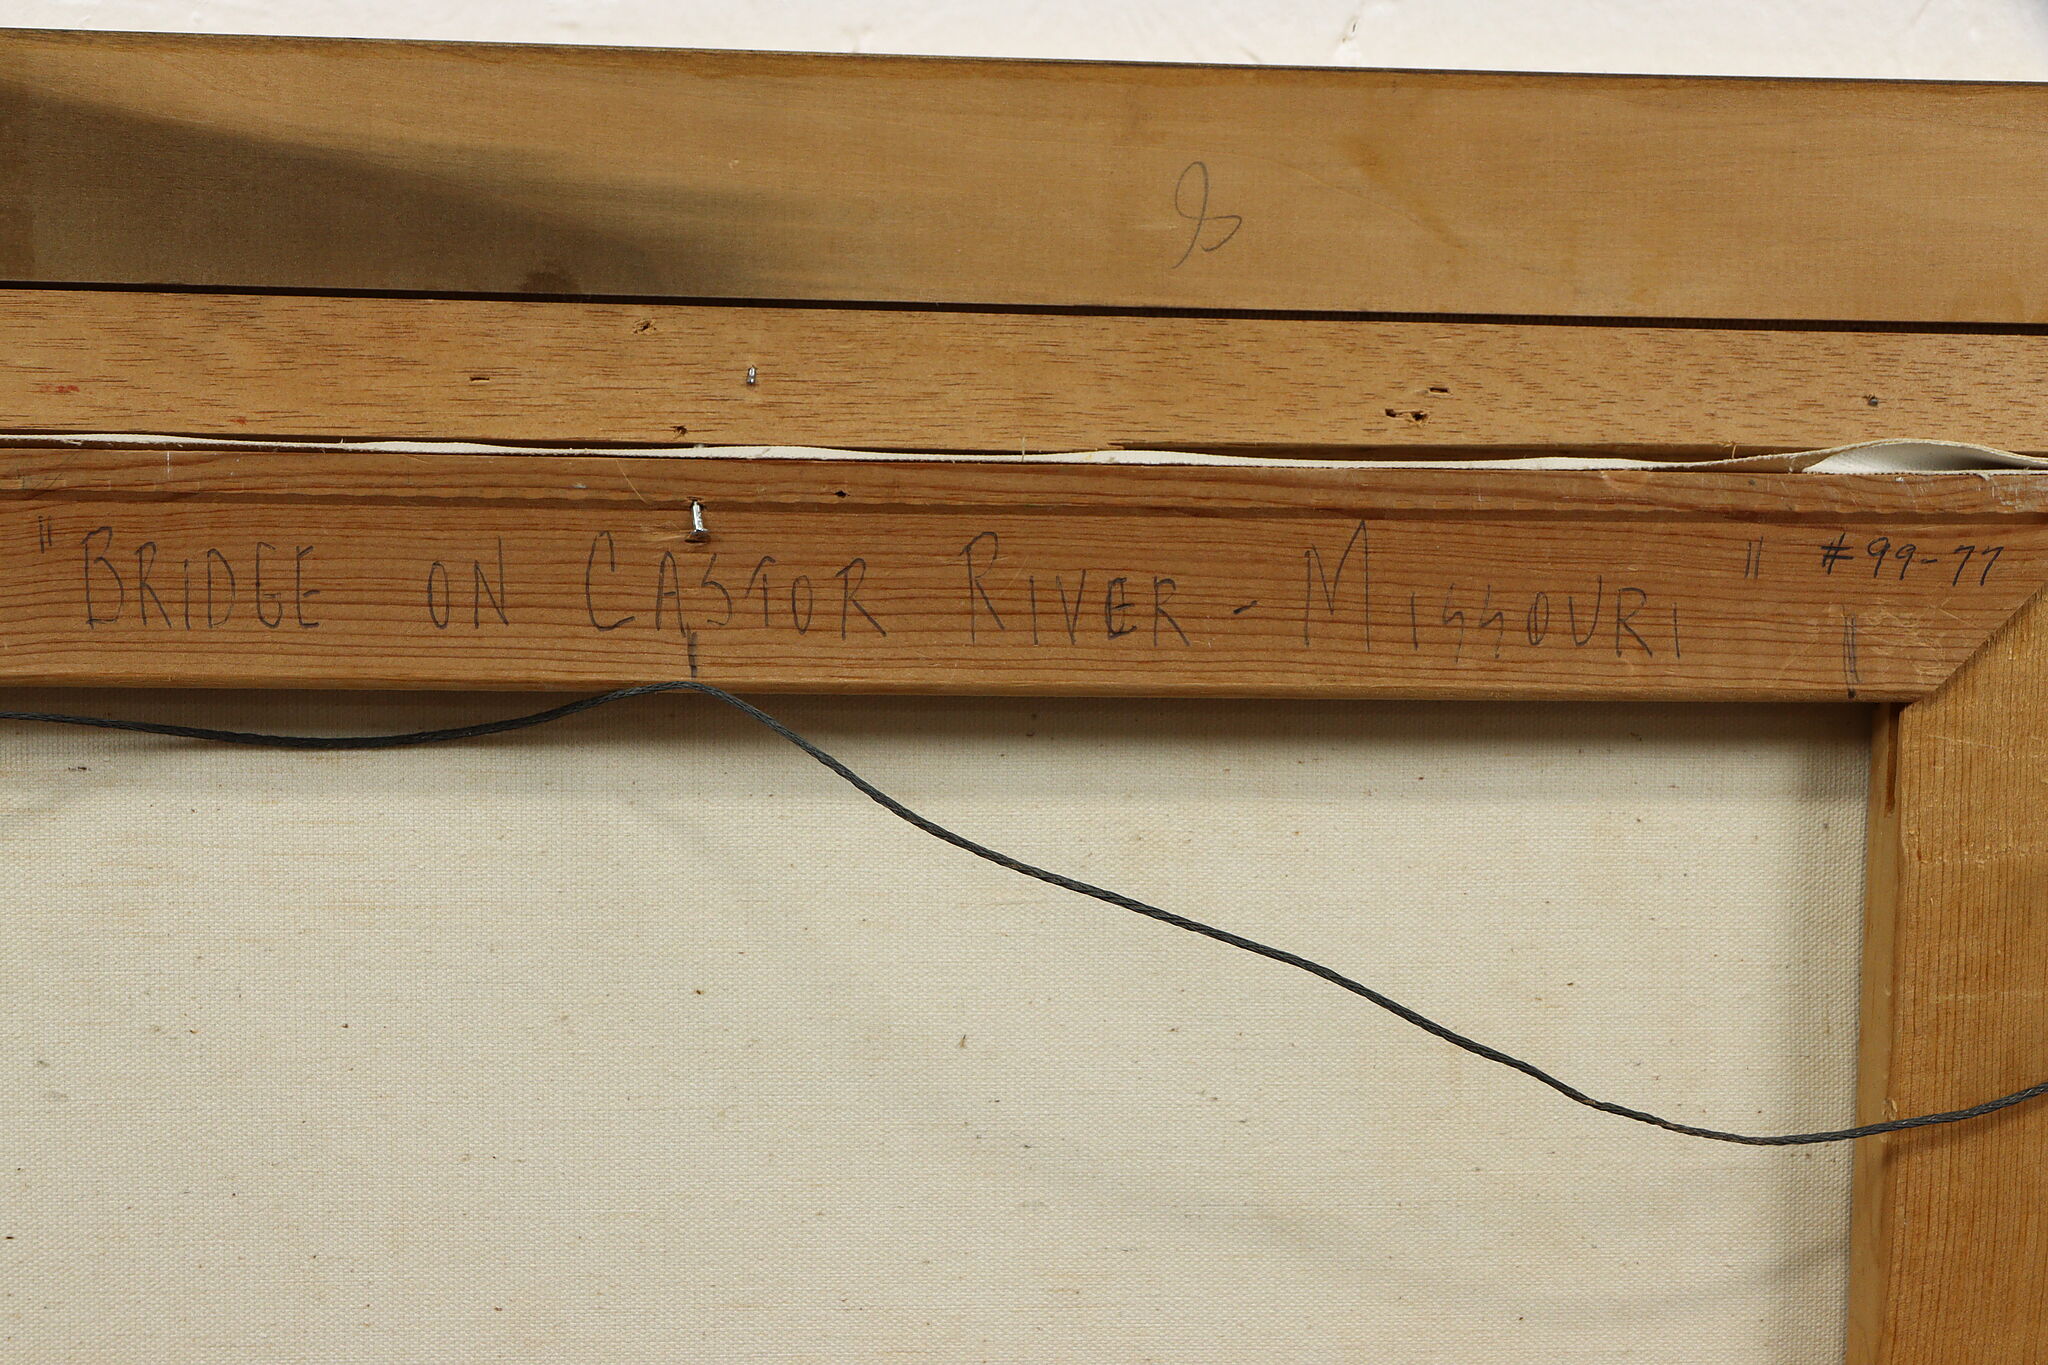 "BRIDGE ON CASTOR RIVER - MISSOURI" #99-77